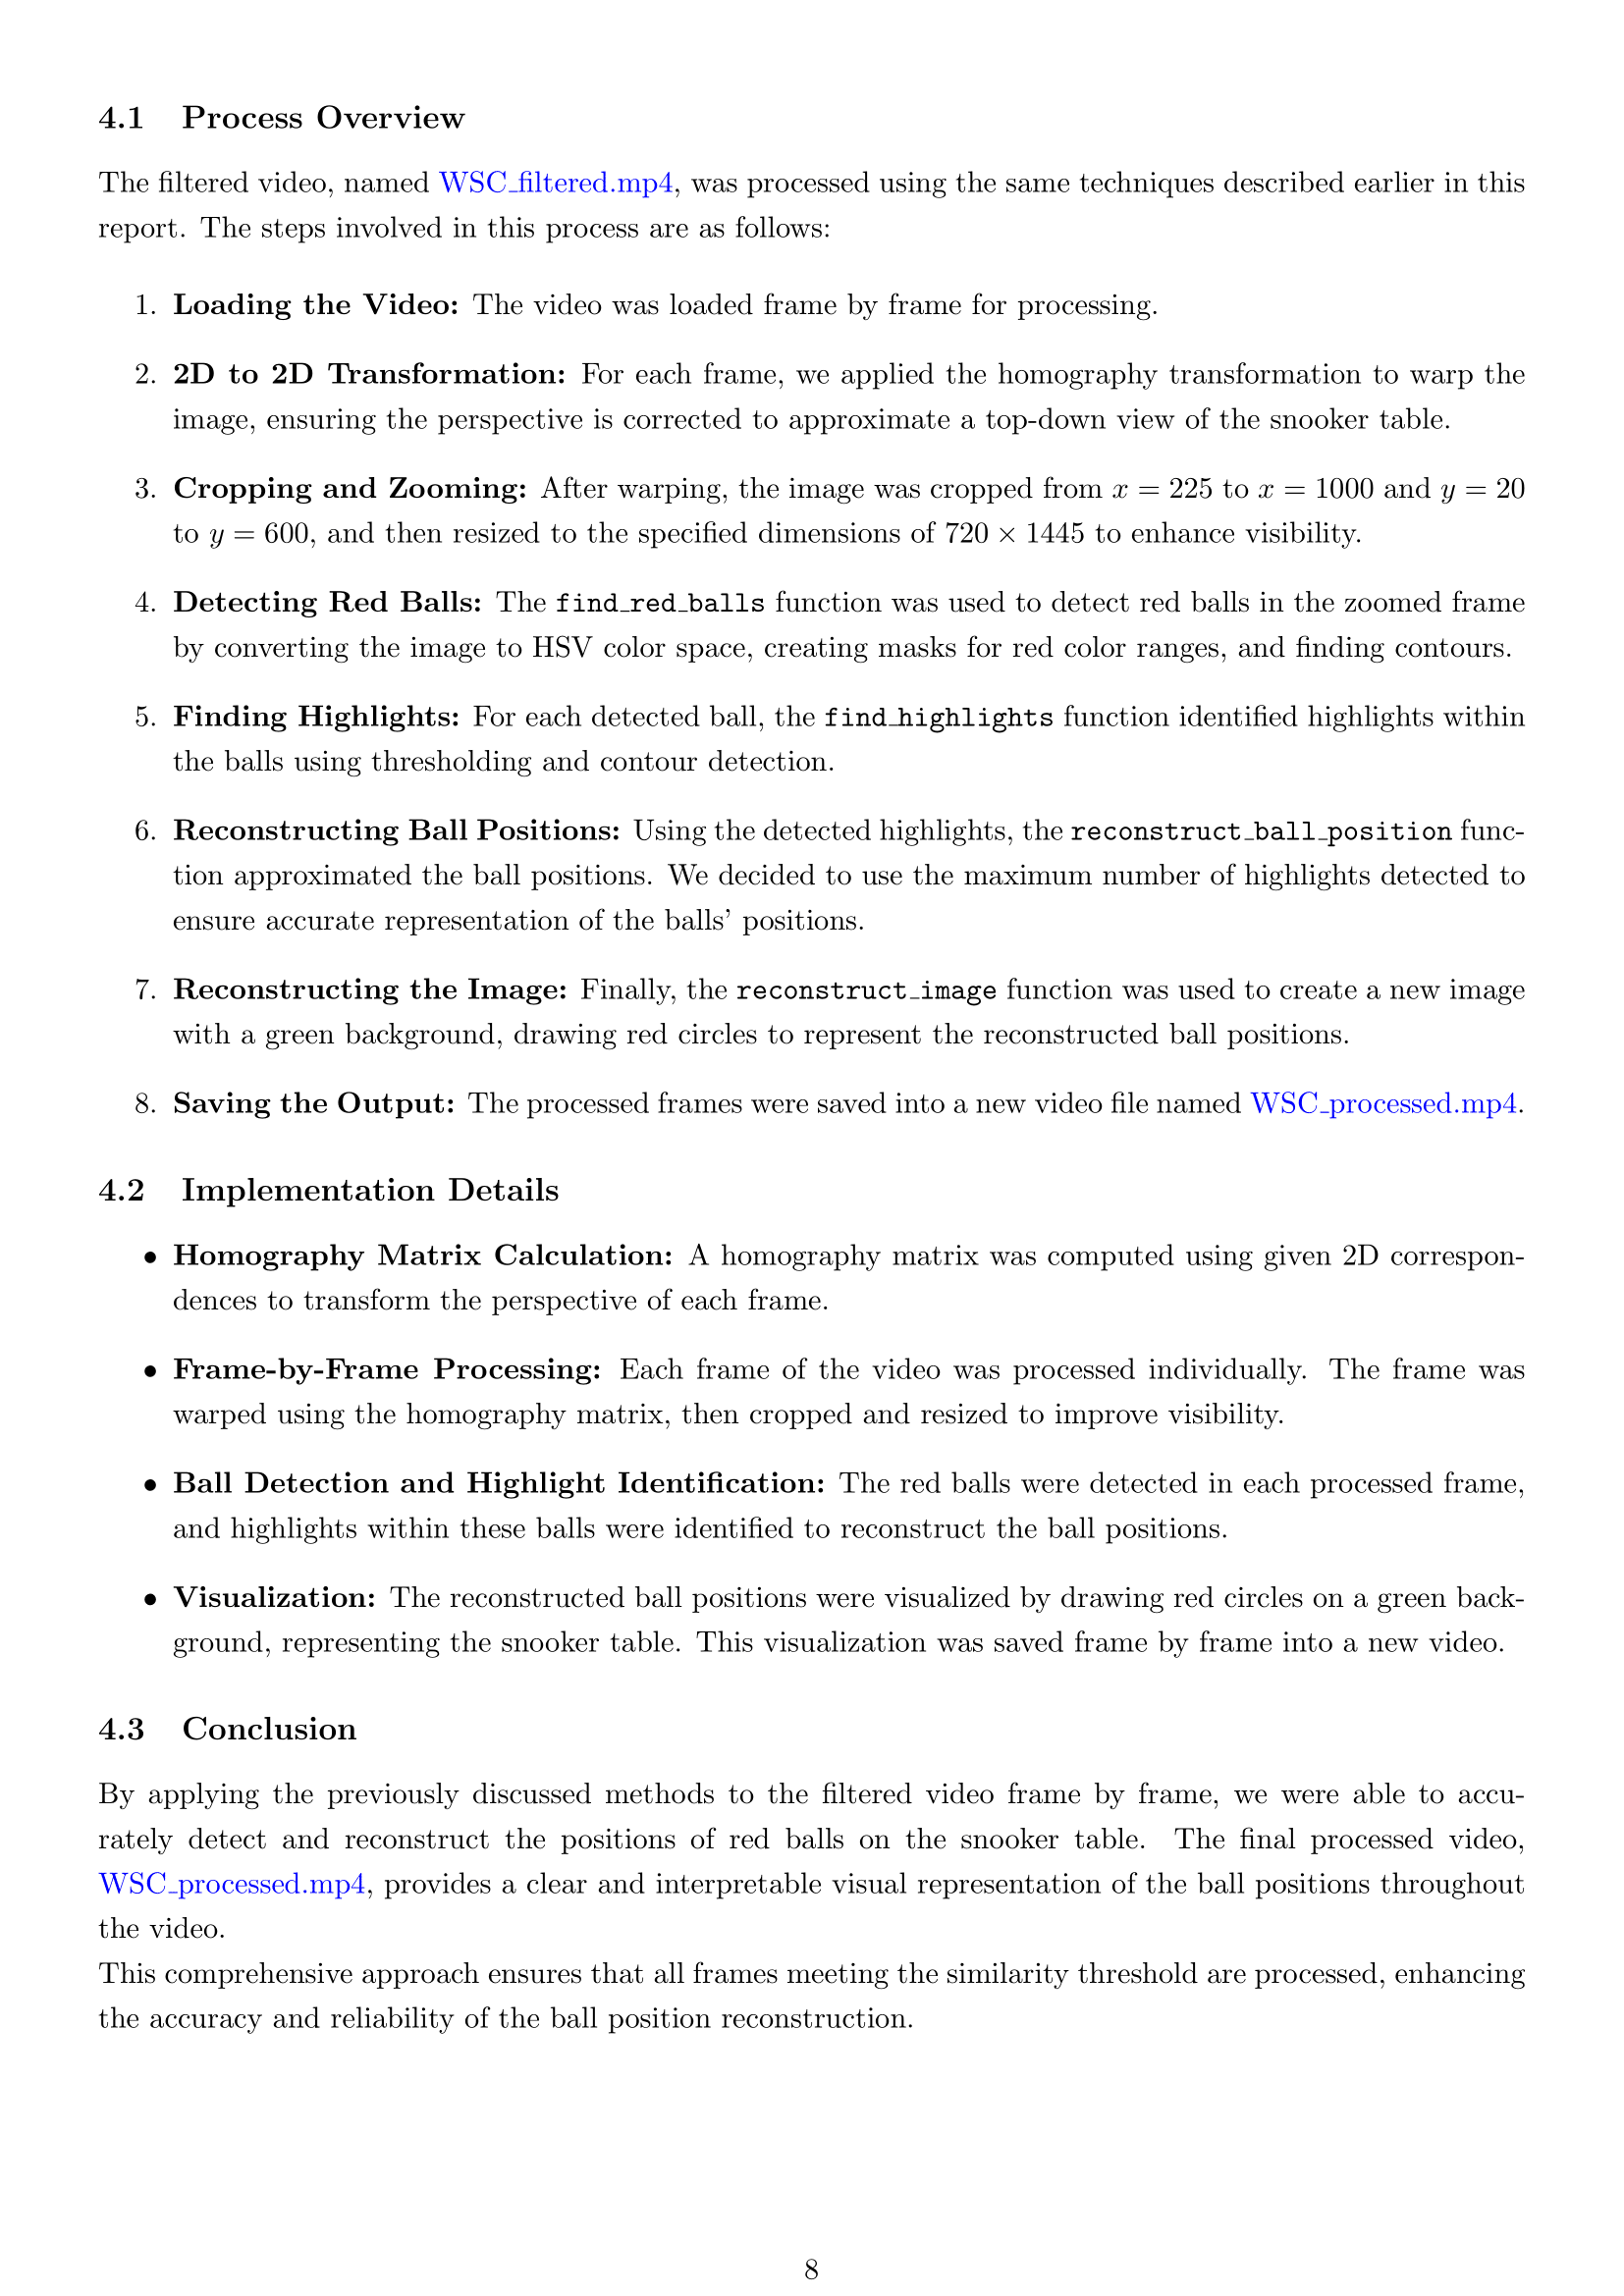 4.1 Process Overview
The filtered video, named WSC_filtered.mp4, was processed using the same techniques described earlier in this
report. The steps involved in this process are as follows:
1. Loading the Video: The video was loaded frame by frame for processing.
2. 2D to 2D Transformation: For each frame, we applied the homography transformation to warp the
image, ensuring the perspective is corrected to approximate a top-down view of the snooker table.
3. Cropping and Zooming: After warping, the image was cropped from x = 225 to x = 1000 and y = 20
to y = 600, and then resized to the specified dimensions of 720 × 1445 to enhance visibility.
4. Detecting Red Balls: The find_red_balls function was used to detect red balls in the zoomed frame
by converting the image to HSV color space, creating masks for red color ranges, and finding contours.
5. Finding Highlights: For each detected ball, the find_highlights function identified highlights within
the balls using thresholding and contour detection.
6. Reconstructing Ball Positions: Using the detected highlights, the reconstruct_ball_position func-
tion approximated the ball positions. We decided to use the maximum number of highlights detected to
ensure accurate representation of the balls' positions.
7. Reconstructing the Image: Finally, the reconstruct_image function was used to create a new image
with a green background, drawing red circles to represent the reconstructed ball positions.
8. Saving the Output: The processed frames were saved into a new video file named WSC_processed.mp4.
4.2 Implementation Details
• Homography Matrix Calculation: A homography matrix was computed using given 2D correspon-
dences to transform the perspective of each frame.
• Frame-by-Frame Processing: Each frame of the video was processed individually. The frame was
warped using the homography matrix, then cropped and resized to improve visibility.
• Ball Detection and Highlight Identification: The red balls were detected in each processed frame,
and highlights within these balls were identified to reconstruct the ball positions.
• Visualization: The reconstructed ball positions were visualized by drawing red circles on a green back-
ground, representing the snooker table. This visualization was saved frame by frame into a new video.
4.3 Conclusion
By applying the previously discussed methods to the filtered video frame by frame, we were able to accu-
rately detect and reconstruct the positions of red balls on the snooker table. The final processed video,
WSC_processed.mp4, provides a clear and interpretable visual representation of the ball positions throughout
the video.
This comprehensive approach ensures that all frames meeting the similarity threshold are processed, enhancing
the accuracy and reliability of the ball position reconstruction.
8